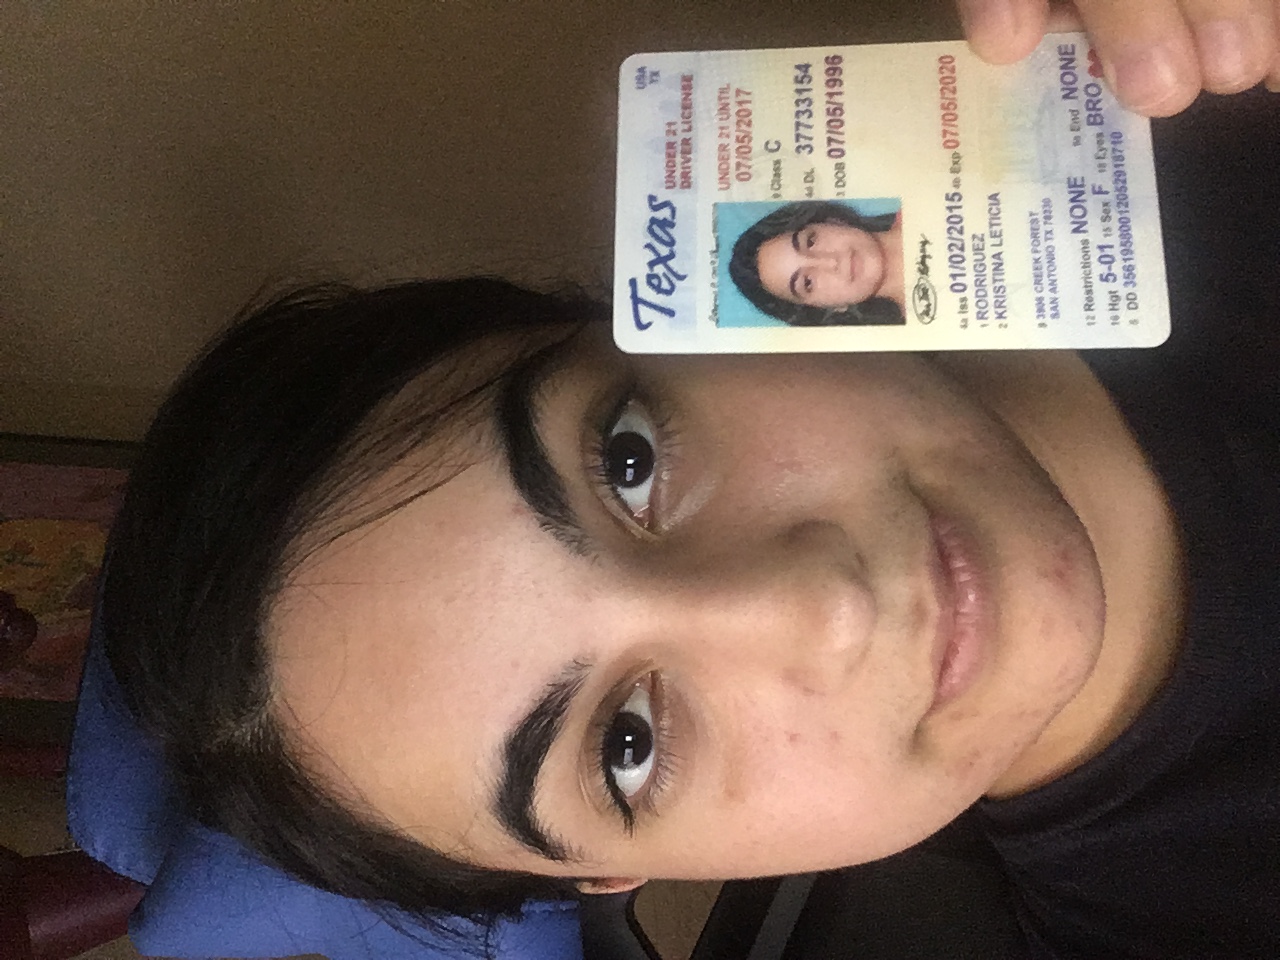 Texas
USA
TX
UNDER 21
DRIVER LICENSE
UNDER 21 UNTIL
07/05/2017
9 Class C
4d DL 37733154
3 DOB 07/05/1996
4a Iss 01/02/2015 4b Exp 07/05/2020
1 RODRIGUEZ
2 KRISTINA LETICIA
8 3906 CREEK FOREST
SAN ANTONIO TX
12 Restrictions NONE 9a End NONE
16 Hgt 5-01 15 Sex F 18 Eyes BRO
5 DD 35619580012052918710